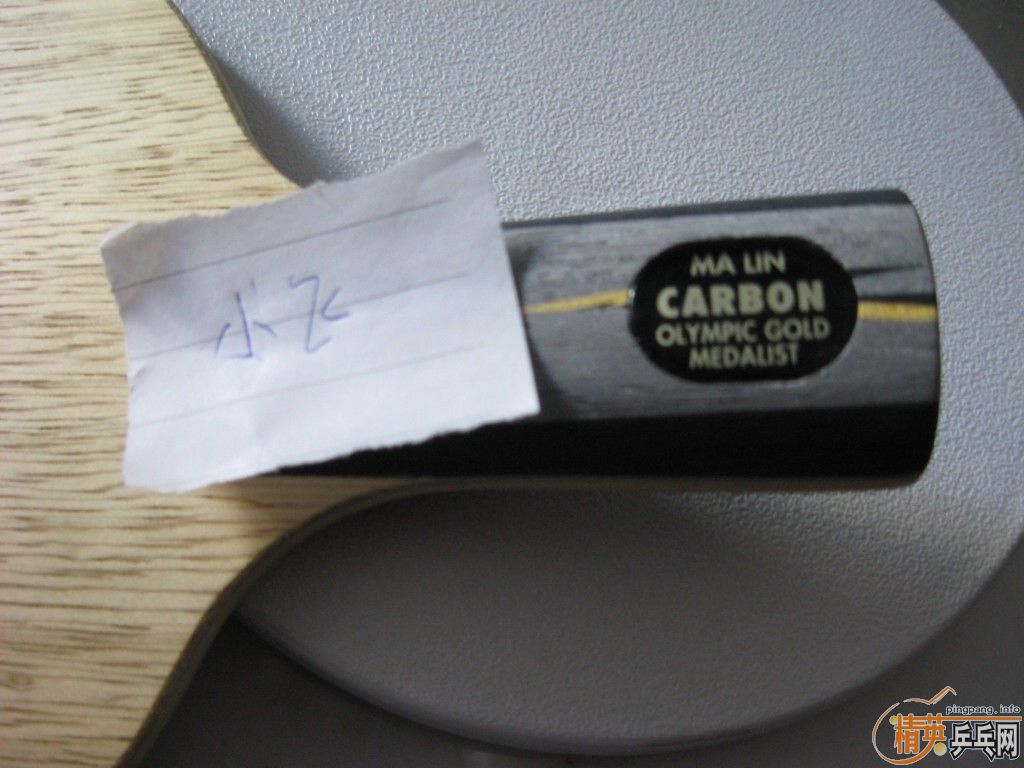 小飞
MA LIN
CARBON
OLYMPIC GOLD
MEDALIST
pingpang.info
精英乒乓网